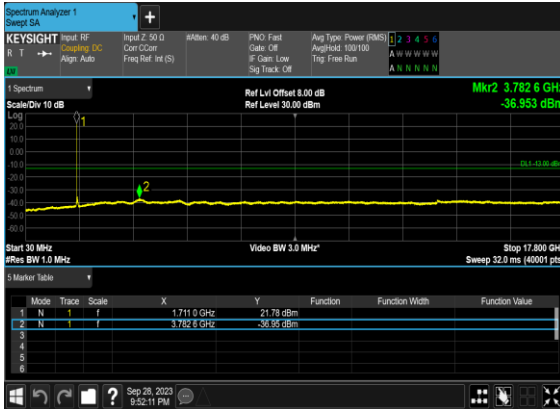 Spectrum Analyzer 1
Swept SA
+
KEYSIGHT Input: RF Input Z: 50 Ω #Atten: 40 dB PNO: Fast Avg Type: Power (RMS) 1 2 3 4 5 6
R T Coupling: DC Corr CCorr Gate: Off Avg|Hold: 100/100 A W W W W W
Align: Auto Freq Ref: Int (S) IF Gain: Low Trig: Free Run
Sig Track: Off A N N N N N
1 Spectrum Ref Lvl Offset 8.00 dB Mkr2 3.782 6 GHz
Scale/Div 10 dB Ref Level 30.00 dBm -36.953 dBm
Log
1
20.0
10.0
0.00
-10.0
DL1 -13.00 dBm
-20.0
-30.0
2
-40.0
-50.0
-60.0
Start 30 MHz Video BW 3.0 MHz* Stop 17.800 GHz
#Res BW 1.0 MHz Sweep 32.0 ms (40001 pts)
5 Marker Table
Mode Trace Scale X Y Function Function Width Function Value
1 N 1 f 1.711 0 GHz 21.78 dBm
2 N 1 f 3.782 6 GHz -36.95 dBm
3
4
5
6
? Sep 28, 2023
9:52:11 PM